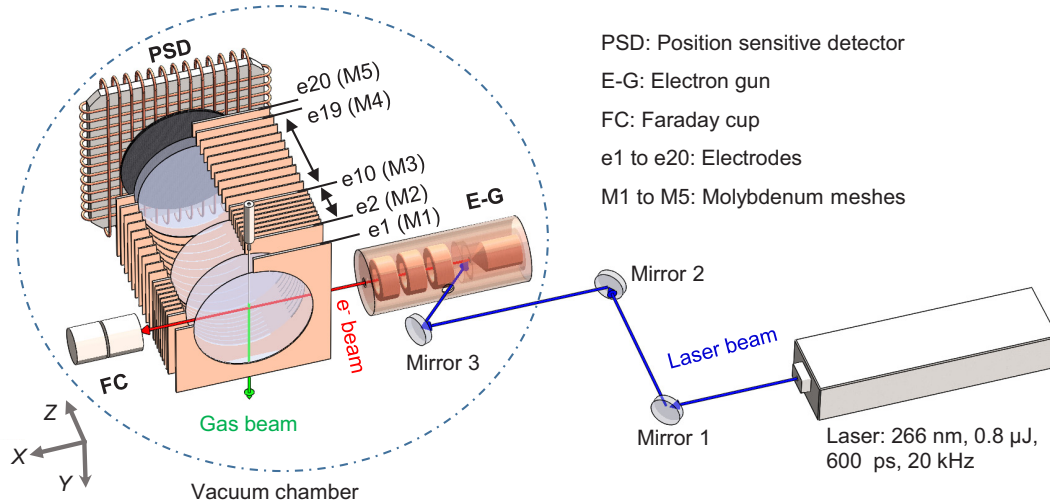 PSD
e20 (M5)
e19 (M4)
e10 (M3)
e2 (M2)
e1 (M1)
E-G
PSD: Position sensitive detector
E-G: Electron gun
FC: Faraday cup
e1 to e20: Electrodes
M1 to M5: Molybdenum meshes
Mirror 2
e⁻ beam
Mirror 3
Laser beam
FC
Mirror 1
Gas beam
Z
X
Y
Laser: 266 nm, 0.8 µJ,
600 ps, 20 kHz
Vacuum chamber